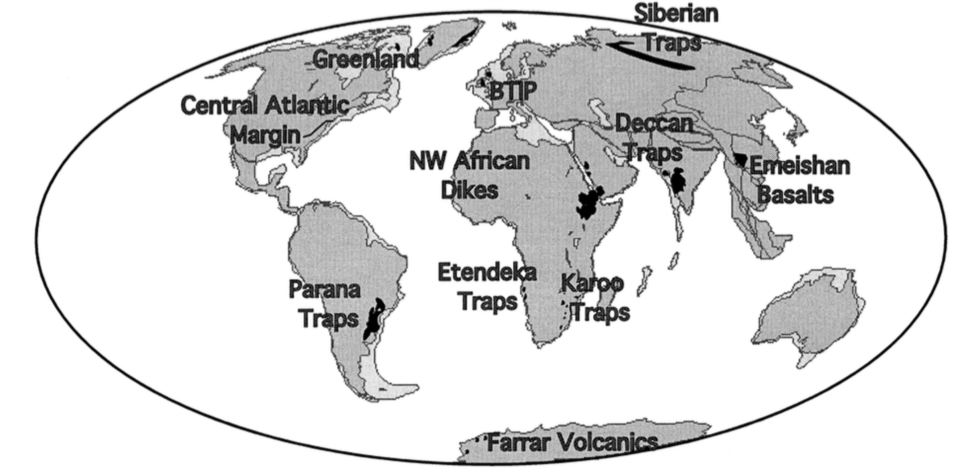 Siberian
Traps
Greenland
BTIP
Central Atlantic
Margin
Deccan
Traps
NW African
Dikes
Emeishan
Basalts
Etendeka
Traps
Karoo
Traps
Parana
Traps
Farrar Volcanics